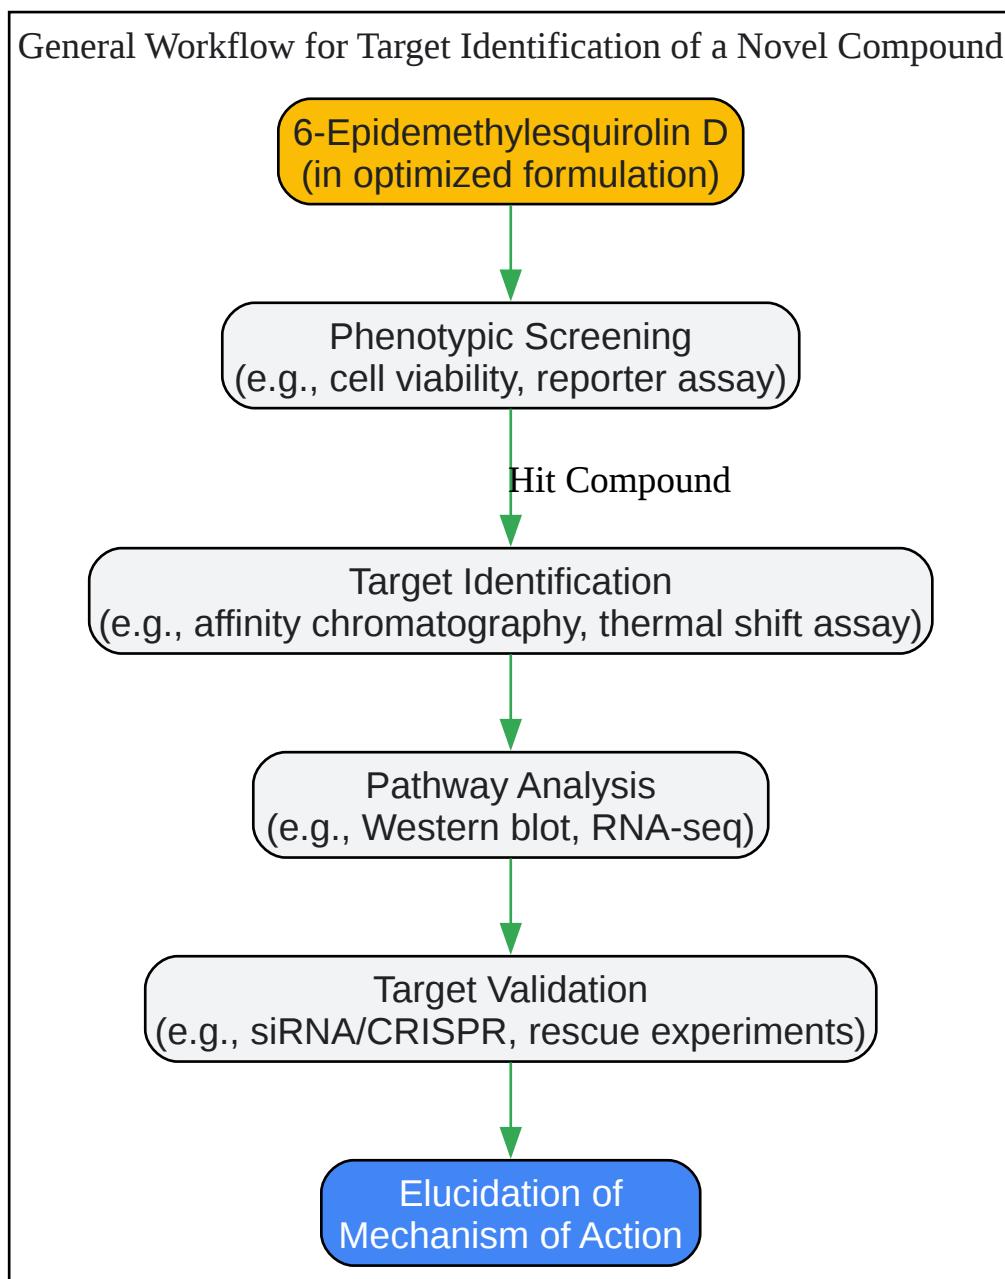 General Workflow for Target Identification of a Novel Compound
6-Epidemethylesquirolin D
(in optimized formulation)
Phenotypic Screening
(e.g., cell viability, reporter assay)
Hit Compound
Target Identification
(e.g., affinity chromatography, thermal shift assay)
Pathway Analysis
(e.g., Western blot, RNA-seq)
Target Validation
(e.g., siRNA/CRISPR, rescue experiments)
Elucidation of
Mechanism of Action